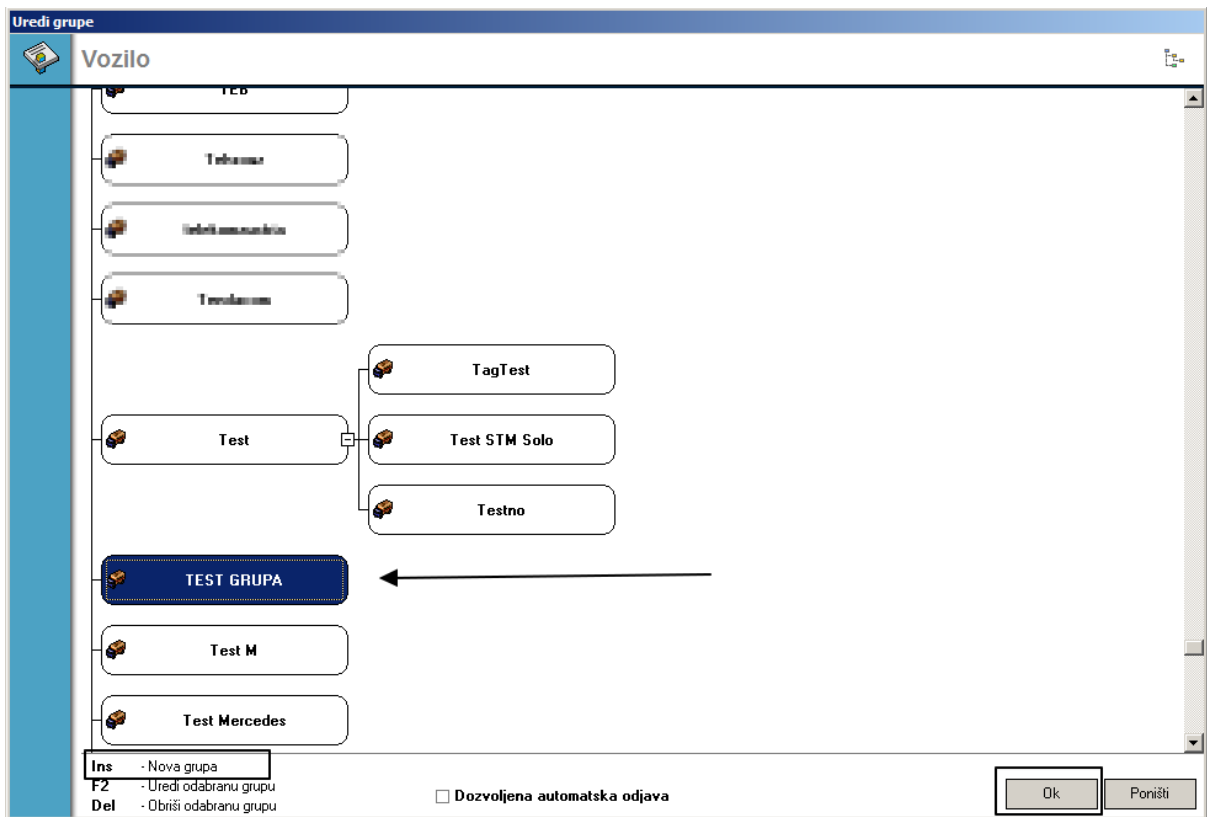 Uredi grupe
Vozilo
TEB
TagTest
Test
Test STM Solo
Testno
TEST GRUPA
Test M
Test Mercedes
Ins - Nova grupa
F2 - Uredi odabranu grupu
Del - Obriši odabranu grupu
Dozvoljena automatska odjava
Ok
Poništi